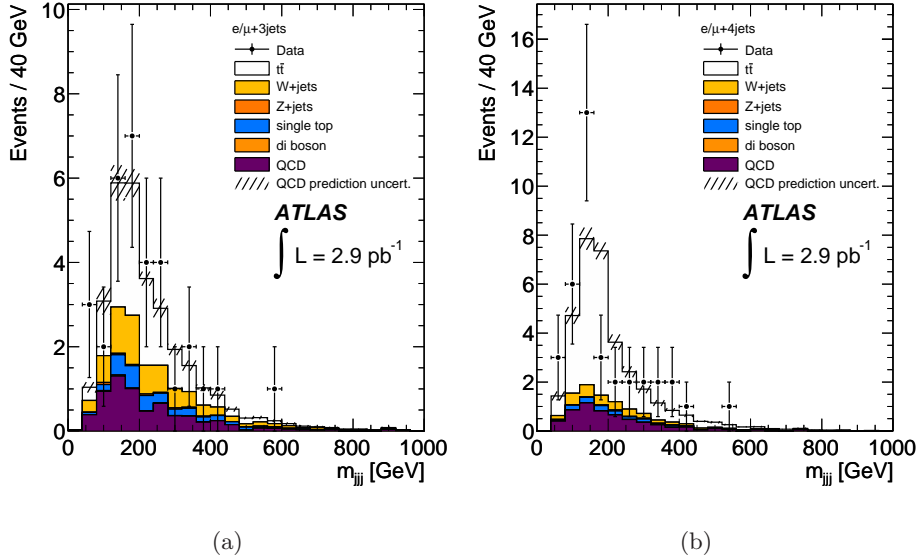 Events / 40 GeV
e/μ+3jets
Data
tt̄
W+jets
Z+jets
single top
di boson
QCD
QCD prediction uncert.
ATLAS
∫ L = 2.9 pb⁻¹
8
6
4
2
0
0 200 400 600 800 1000
m_jjj [GeV]
(a)
Events / 40 GeV
e/μ+4jets
Data
tt̄
W+jets
Z+jets
single top
di boson
QCD
QCD prediction uncert.
ATLAS
∫ L = 2.9 pb⁻¹
16
14
12
10
8
6
4
2
0
0 200 400 600 800 1000
m_jjj [GeV]
(b)